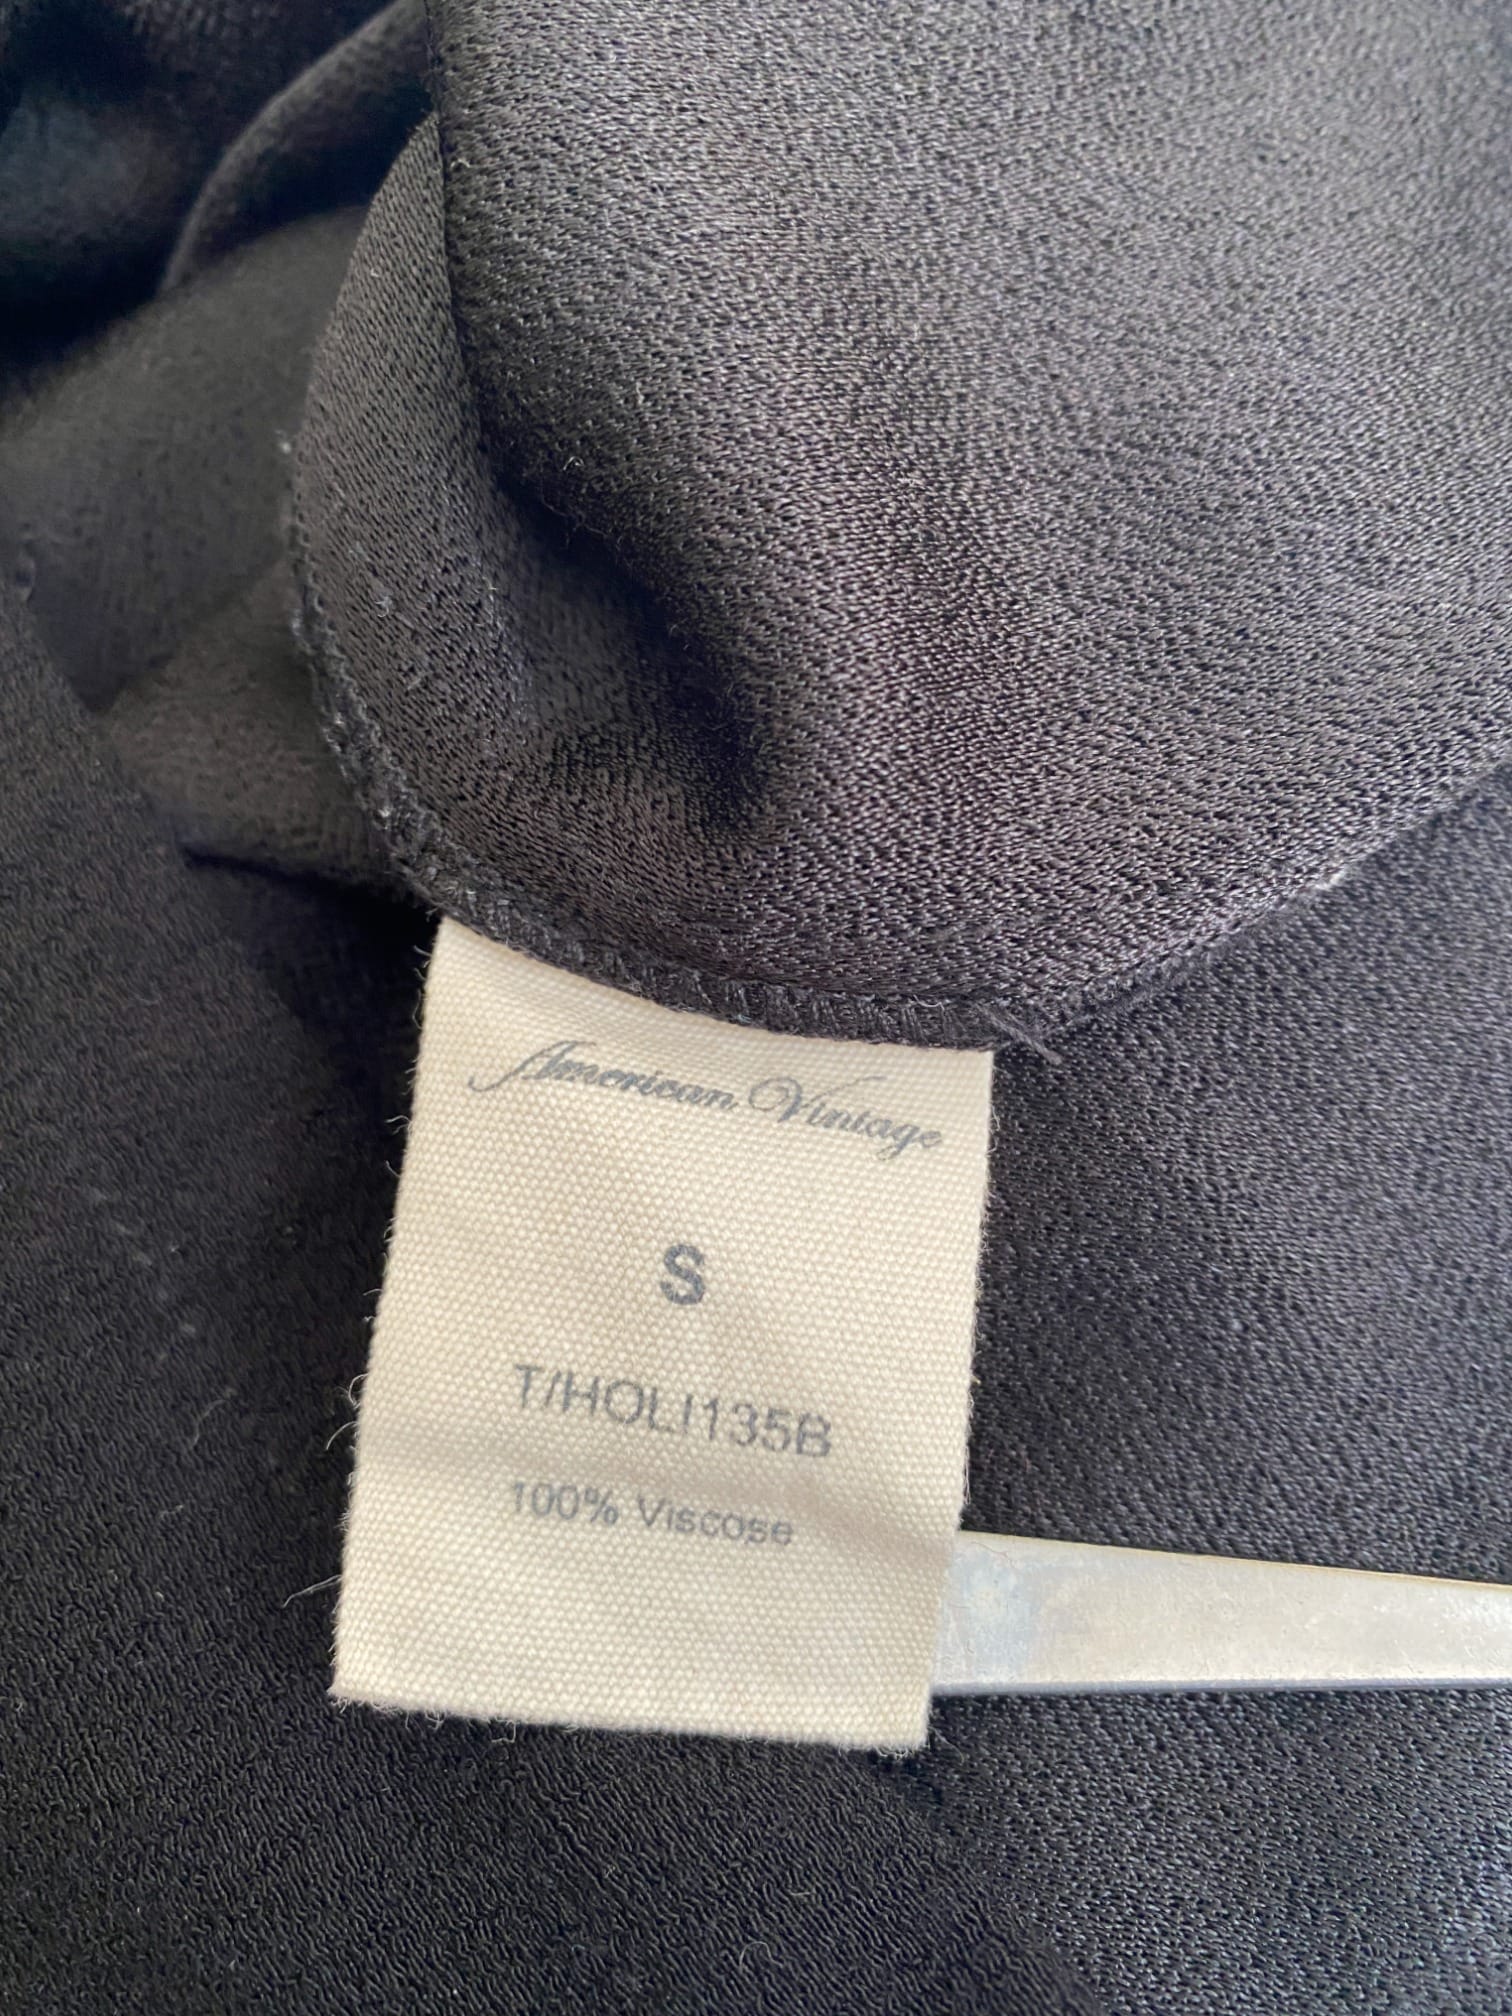 American Vintage
S
T/HOLI135B
100% Viscose